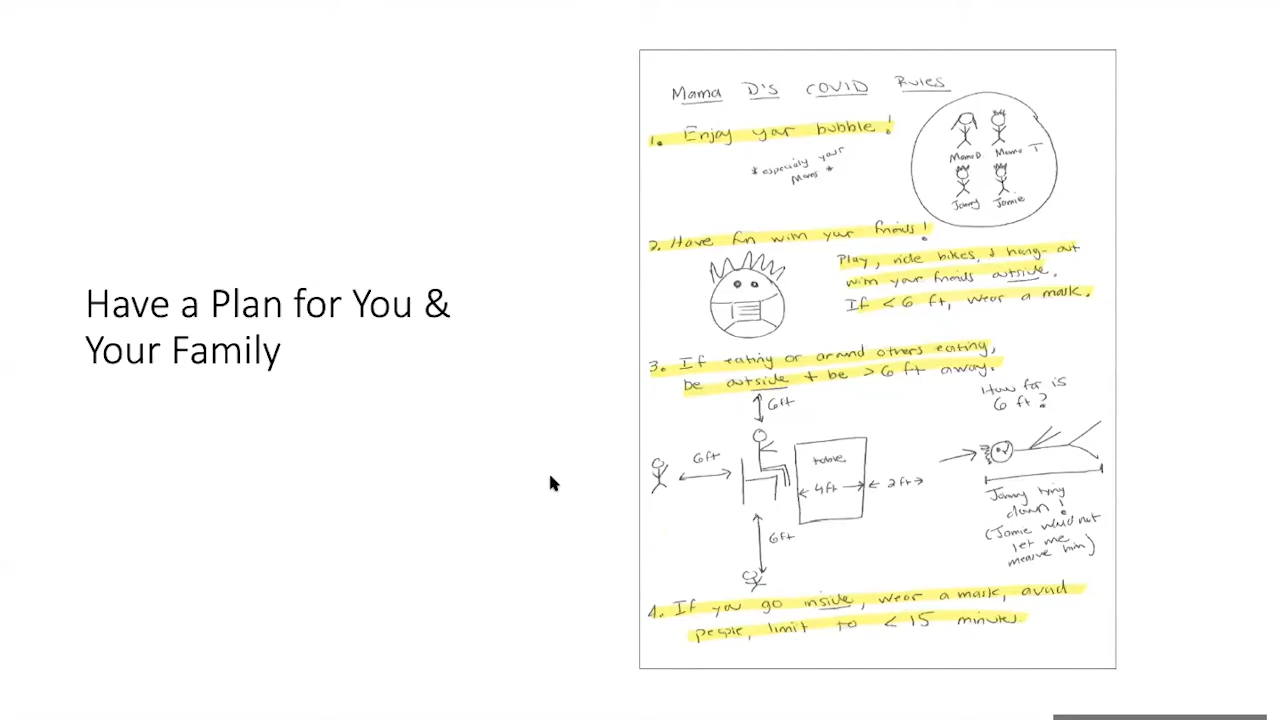 Have a Plan for You &
Your Family
Mama D's COVID Rules
1. Enjoy your bubble!
*especially your
Moms*
Mama D Mama T
Jonny Jamie
2. Have fun with your friends!
Play, ride bikes, & hang-out
with your friends outside.
If < 6 ft, wear a mask.
3. If eating or around others eating,
be outside + be > 6 ft away.
6ft
How far is
6 ft?
6ft
table
4ft
2ft
6ft
Jonny lying
down!
(Jamie would not
let me
measure him)
4. If you go inside, wear a mask, avoid
people, limit to < 15 minutes.